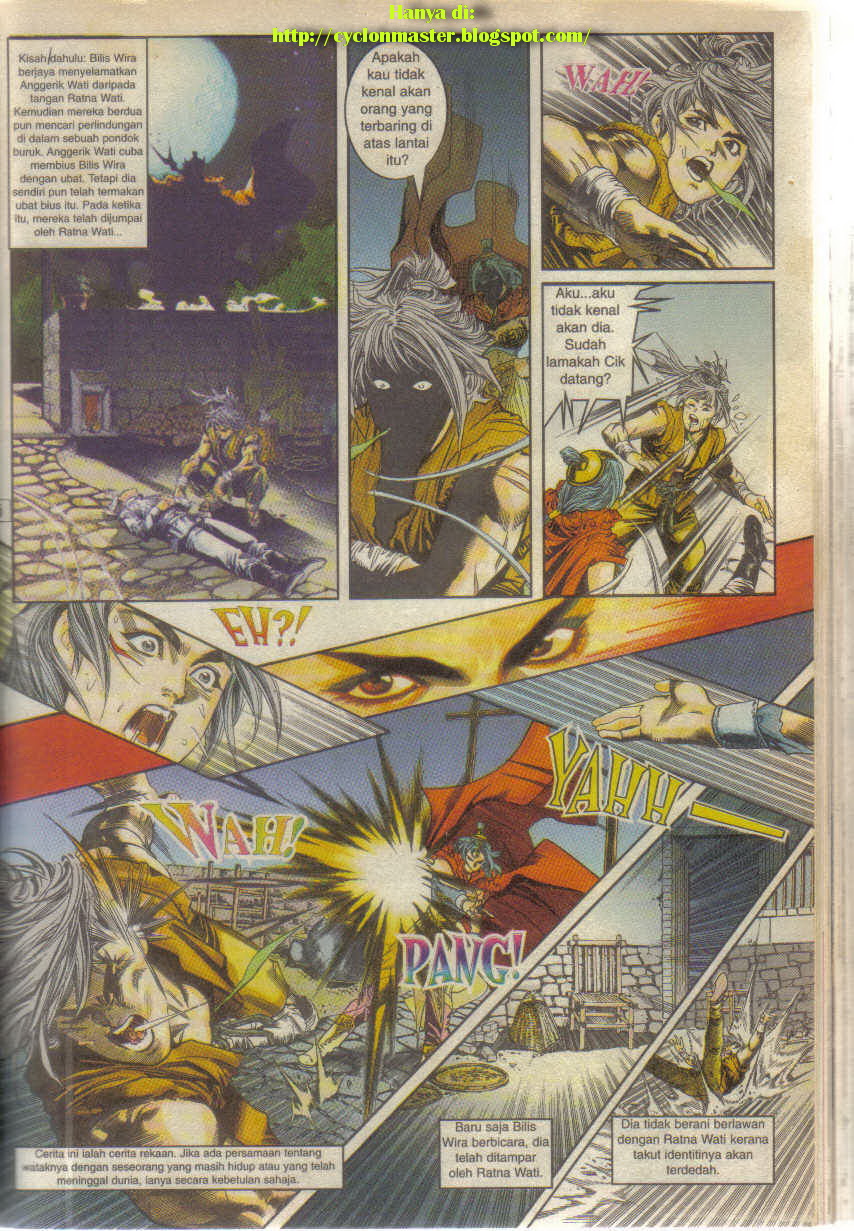 Hanya di:
http://cyclonmaster.blogspot.com/
Kisah dahulu: Bilis Wira
berjaya menyelamatkan
Anggerik Wati daripada
tangan Ratna Wati.
Kemudian mereka berdua
pun mencari perlindungan
di dalam sebuah pondok
buruk. Anggerik Wati cuba
membius Bilis Wira
dengan ubat. Tetapi dia
sendiri pun telah termakan
ubat bius itu. Pada ketika
itu, mereka telah dijumpai
oleh Ratna Wati...
Apakah
kau tidak
kenal akan
orang yang
terbaring di
atas lantai
itu?
WAH!
Aku...aku
tidak kenal
akan dia.
Sudah
lamakah Cik
datang?
EH?!
YAHH
WAH!
PANG!
Cerita ini ialah cerita rekaan. Jika ada persamaan tentang
wataknya dengan seseorang yang masih hidup atau yang telah
meninggal dunia, ianya secara kebetulan sahaja.
Baru saja Bilis
Wira berbicara, dia
telah ditampar
oleh Ratna Wati.
Dia tidak berani berlawan
dengan Ratna Wati kerana
takut identitinya akan
terdedah.